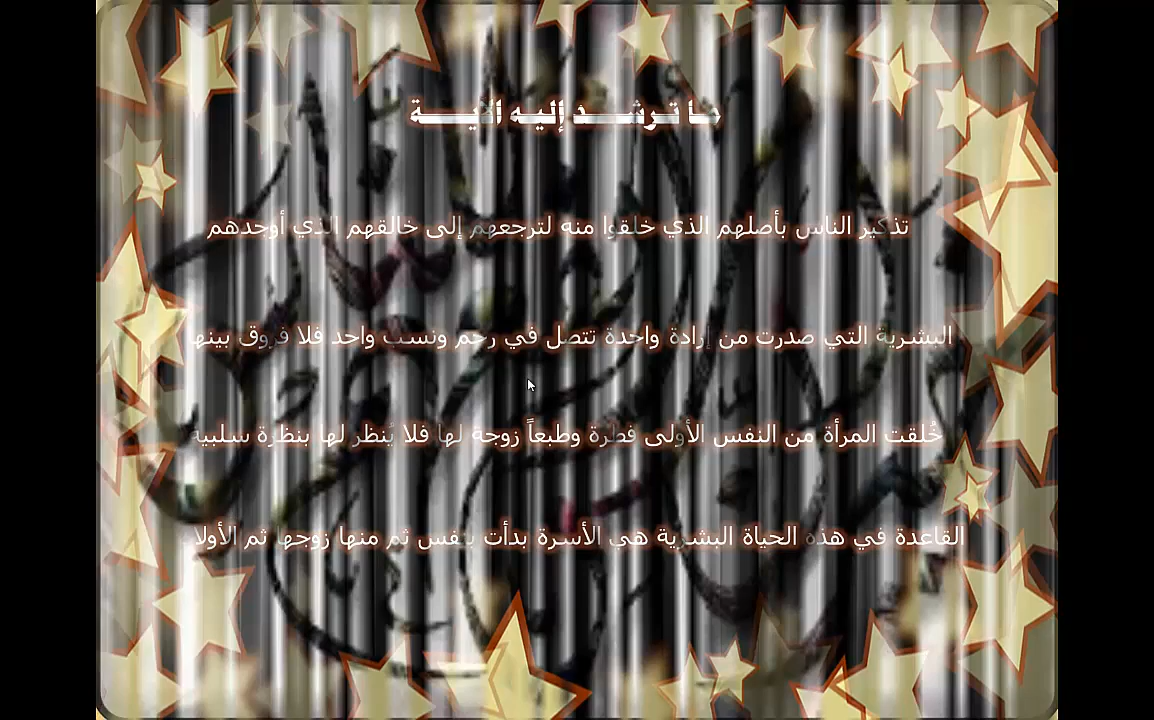 ما ترشد إليه الآية
تذكير الناس بأصلهم الذي خلقوا منه لترجعهم إلى خالقهم الذي أوجدهم
البشرية التي صدرت من إرادة واحدة تتصل في رحم ونسب واحد فلا فروق بينها
خُلقت المرأة من النفس الأولى فطرة وطبعاً زوجة لها فلا يُنظر لها بنظرة سلبية
القاعدة في هذه الحياة البشرية هي الأسرة بدأت بنفس ثم منها زوجها ثم الأولاد